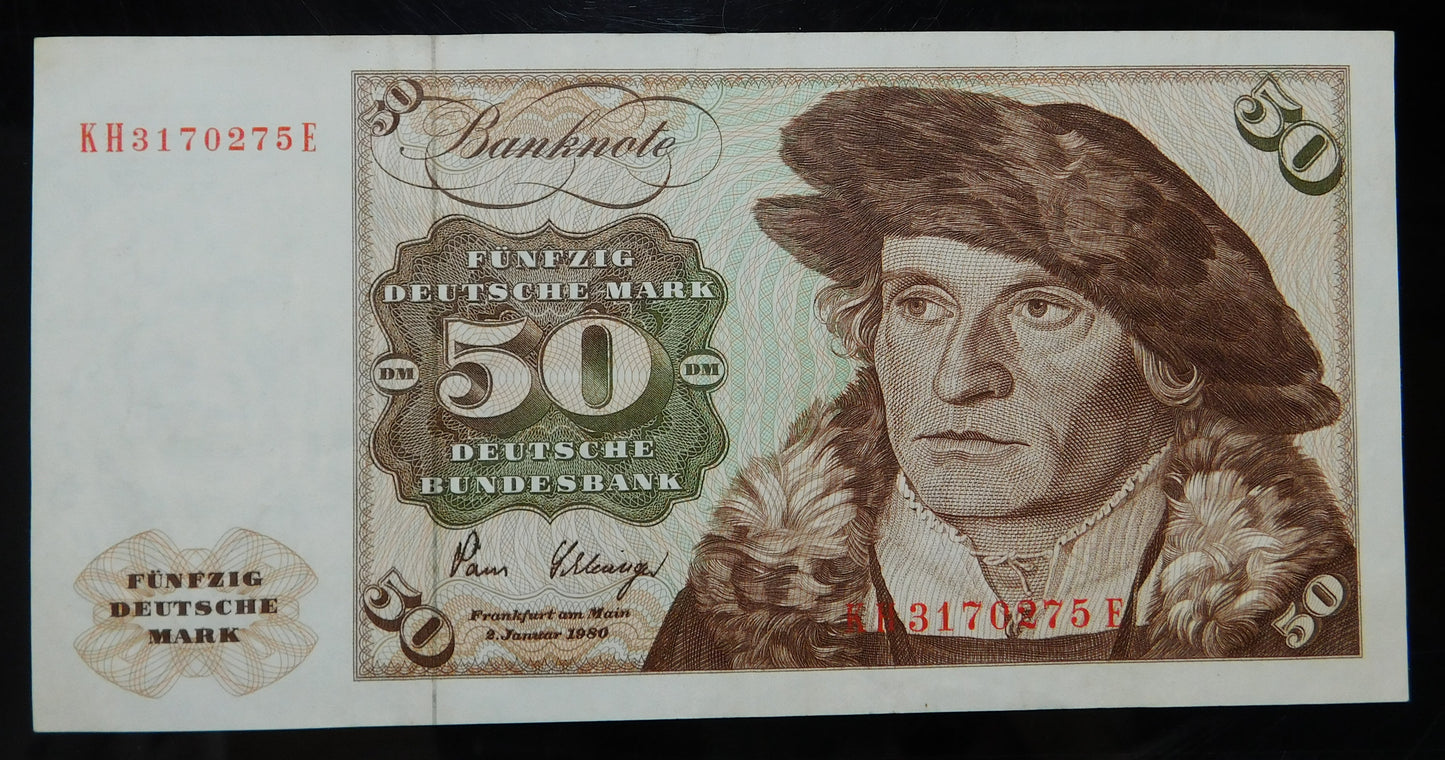 KH3170275E
50
Banknote
50
FÜNFZIG
DEUTSCHE MARK
DM
50
DM
DEUTSCHE
BUNDESBANK
FÜNFZIG
DEUTSCHE
MARK
50
Frankfurt am Main
2. Januar 1980
KH3170275E
50